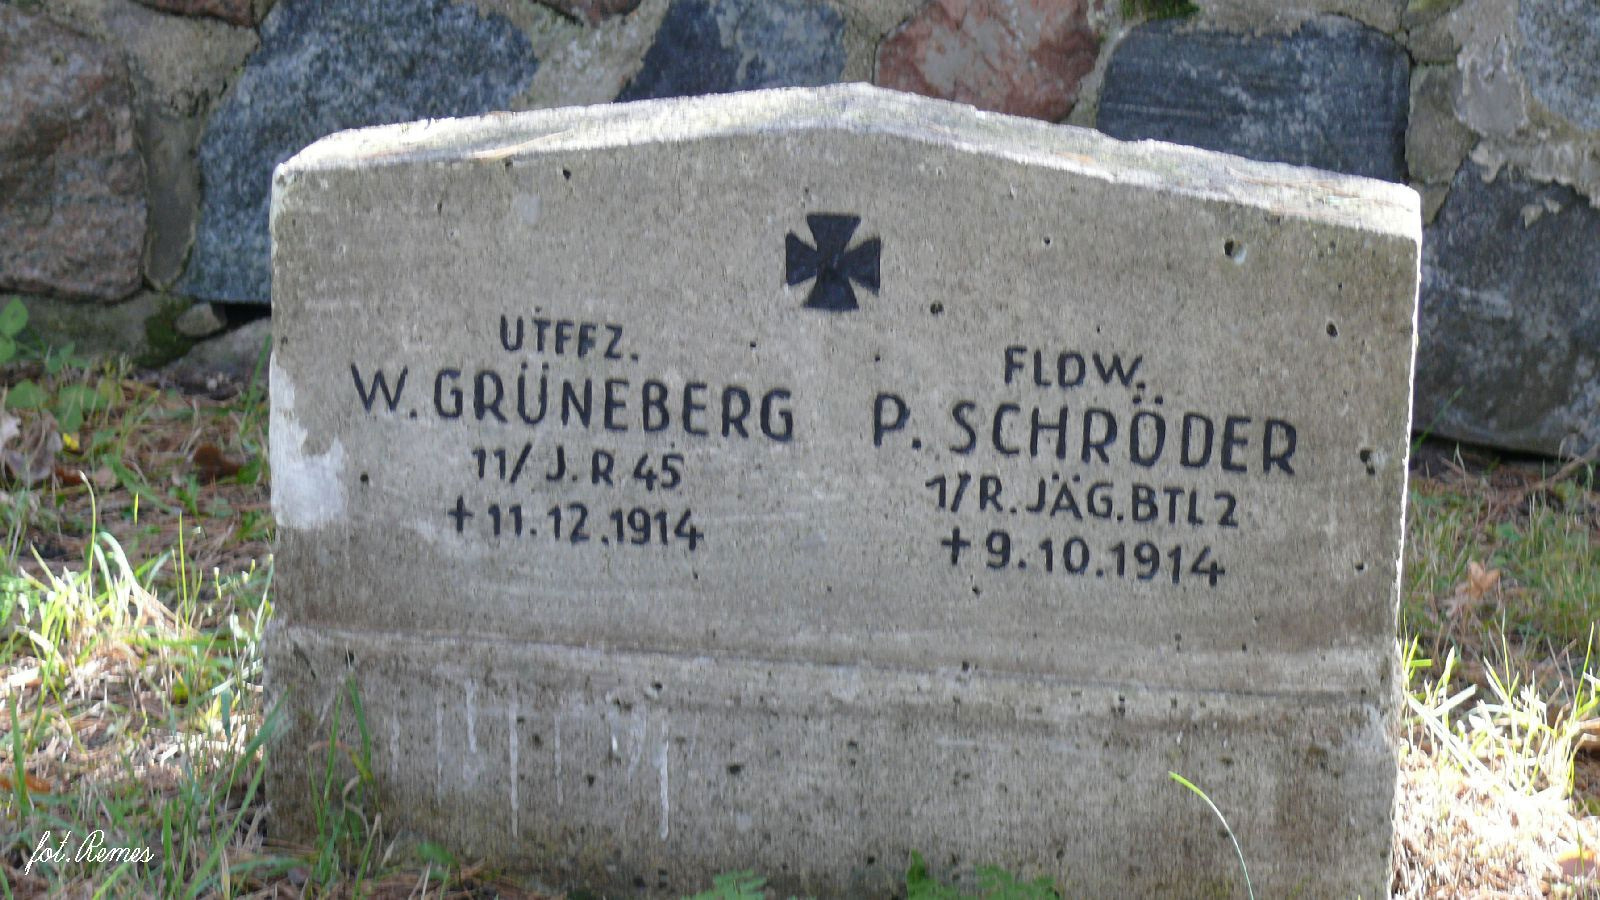 UTFFZ.
W. GRÜNEBERG
11/ J. R 45
† 11. 12. 1914
FLDW.
P. SCHRÖDER
1/ R. JÄG. BTL 2
† 9. 10. 1914
fot. Remes